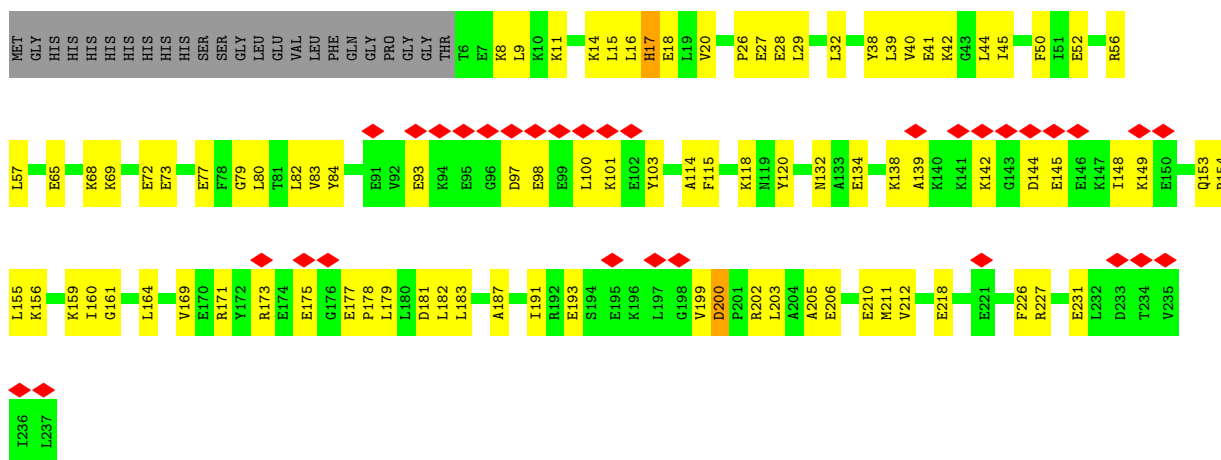 MET GLY HIS HIS HIS HIS HIS HIS HIS HIS HIS HIS SER SER GLY LEU GLU VAL LEU PHE GLN GLY PRO GLY GLY THR T6 E7 K8 L9 K10 K11 K14 L15 L16 H17 E18 L19 V20 P26 E27 E28 L29 L32 Y38 L39 V40 E41 K42 G43 L44 I45 F50 I51 E52 R56
L57 E65 K68 K69 E72 E73 E77 F78 G79 L80 T81 L82 V83 Y84 E91 V92 E93 K94 E95 G96 D97 E98 E99 L100 K101 E102 Y103 A114 F115 K118 N119 Y120 N132 A133 E134 K138 A139 K140 K141 K142 G143 D144 E145 E146 K147 I148 K149 E150 Q153
L155 K156 K159 I160 G161 L164 V169 E170 R171 Y172 R173 E174 E175 G176 E177 P178 L179 L180 D181 L182 L183 A187 I191 R192 E193 S194 E195 K196 L197 G198 V199 D200 P201 R202 L203 A204 A205 E206 E210 M211 V212 E218 E221 F226 R227 E231 L232 D233 T234 V235
I236 L237